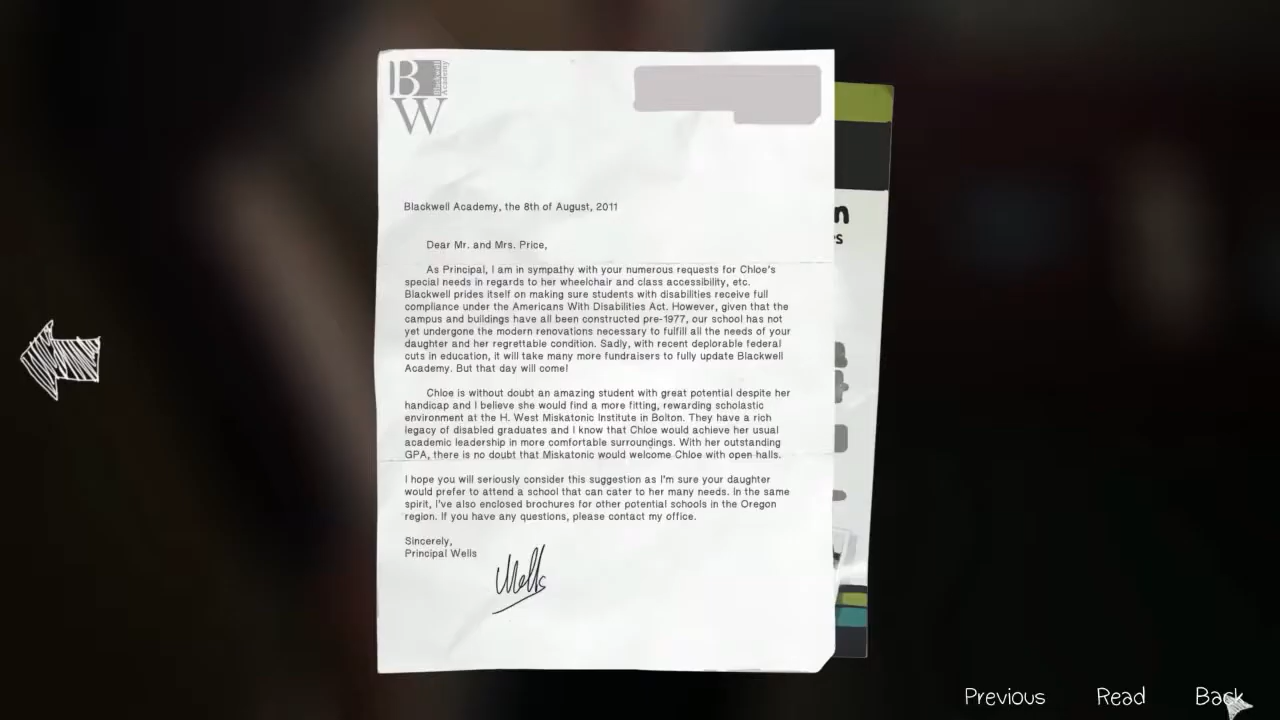 B
W
Blackwell
Academy
Blackwell Academy, the 8th of August, 2011
Dear Mr. and Mrs. Price,
As Principal, I am in sympathy with your numerous requests for Chloe's
special needs in regards to her wheelchair and class accessibility, etc.
Blackwell prides itself on making sure students with disabilities receive full
compliance under the Americans With Disabilities Act. However, given that the
campus and buildings have all been constructed pre-1977, our school has not
yet undergone the modern renovations necessary to fulfill all the needs of your
daughter and her regrettable condition. Sadly, with recent deplorable federal
cuts in education, it will take many more fundraisers to fully update Blackwell
Academy. But that day will come!
Chloe is without doubt an amazing student with great potential despite her
handicap and I believe she would find a more fitting, rewarding scholastic
environment at the H. West Miskatonic Institute in Bolton. They have a rich
legacy of disabled graduates and I know that Chloe would achieve her usual
academic leadership in more comfortable surroundings. With her outstanding
GPA, there is no doubt that Miskatonic would welcome Chloe with open halls.
I hope you will seriously consider this suggestion as I'm sure your daughter
would prefer to attend a school that can cater to her many needs. In the same
spirit, I've also enclosed brochures for other potential schools in the Oregon
region. If you have any questions, please contact my office.
Sincerely,
Principal Wells
Wells
n
s
Previous Read Back